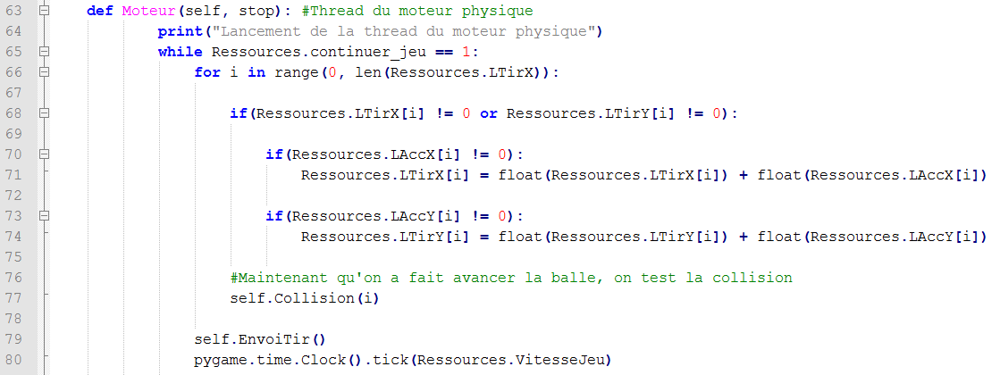 63 def Moteur(self, stop): #Thread du moteur physique
64 print("Lancement de la thread du moteur physique")
65 while Ressources.continuer_jeu == 1:
66 for i in range(0, len(Ressources.LTirX)):
67
68 if(Ressources.LTirX[i] != 0 or Ressources.LTirY[i] != 0):
69
70 if(Ressources.LAccX[i] != 0):
71 Ressources.LTirX[i] = float(Ressources.LTirX[i]) + float(Ressources.LAccX[i])
72
73 if(Ressources.LAccY[i] != 0):
74 Ressources.LTirY[i] = float(Ressources.LTirY[i]) + float(Ressources.LAccY[i])
75
76 #Maintenant qu'on a fait avancer la balle, on test la collision
77 self.Collision(i)
78
79 self.EnvoiTir()
80 pygame.time.Clock().tick(Ressources.VitesseJeu)